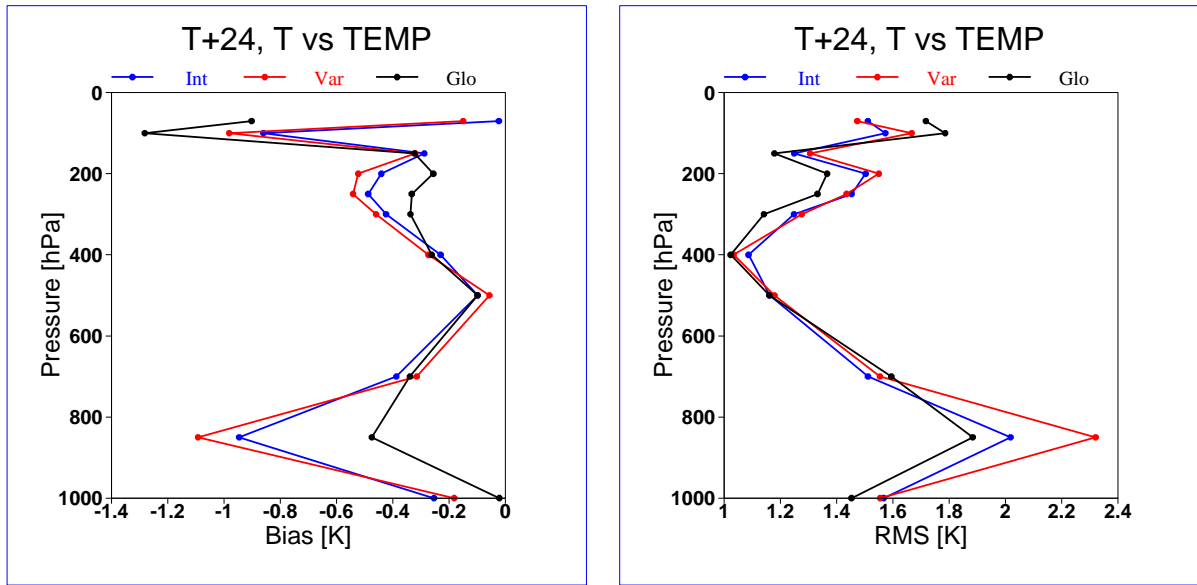 T+24, T vs TEMP
Int Var Glo
0
200
400
600
800
1000
Pressure [hPa]
-1.4 -1.2 -1 -0.8 -0.6 -0.4 -0.2 0
Bias [K]
T+24, T vs TEMP
Int Var Glo
0
200
400
600
800
1000
Pressure [hPa]
1 1.2 1.4 1.6 1.8 2 2.2 2.4
RMS [K]